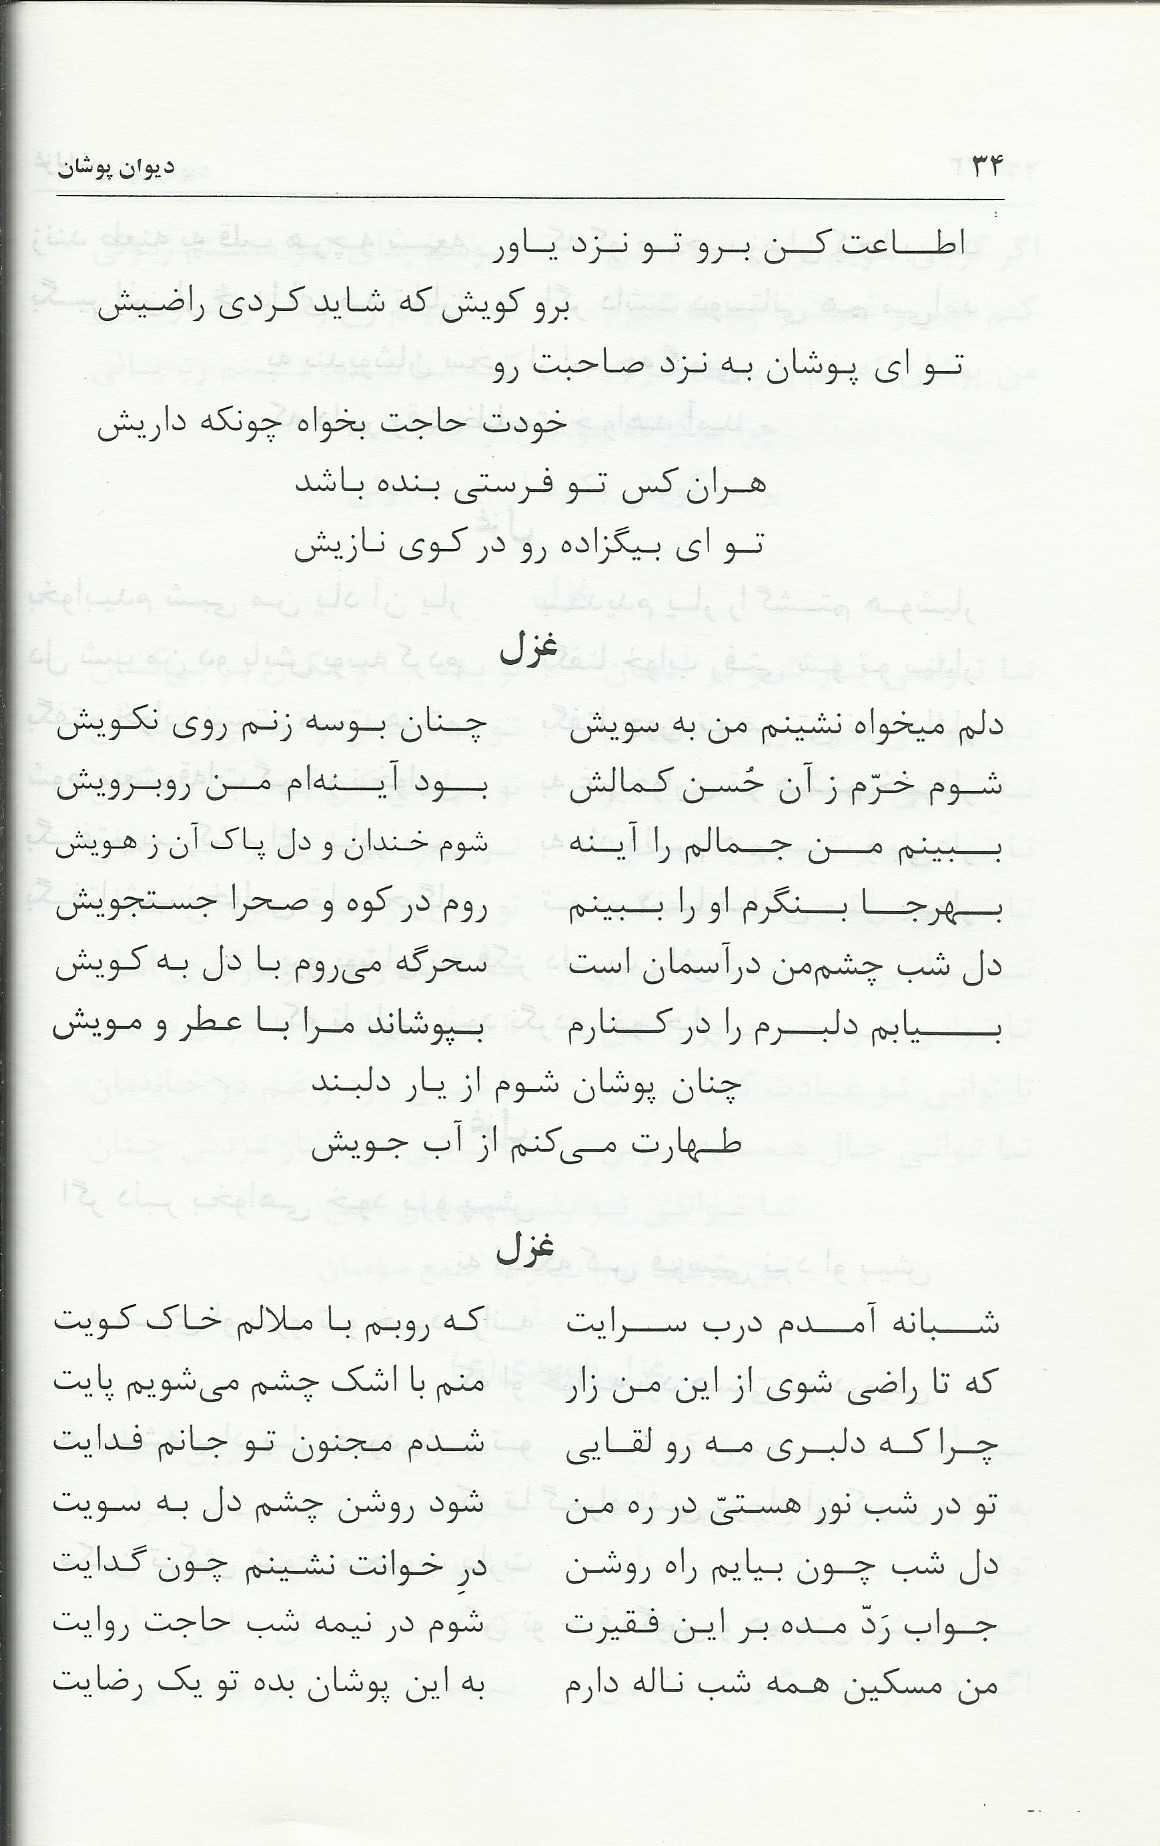 ۳۴ دیوان پوشان
اطاعت کن برو تو نزد یاور
برو کویش که شاید کردی راضیش
تو ای پوشان به نزد صاحبت رو
خودت حاجت بخواه چونکه داریش
هران کس تو فرستی بنده باشد
تو ای بیگزاده رو در کوی نازیش
غزل
دلم میخواه نشینم من به سویش چنان بوسه زنم روی نکویش
شوم خرّم ز آن حُسن کمالش بود آینه‌ام من روبرویش
ببینم من جمالم را آینه شوم خندان و دل پاک آن ز هویش
بهرجا بنگرم او را ببینم روم در کوه و صحرا جستجویش
دل شب چشم‌من درآسمان است سحرگه می‌روم با دل به کویش
بیابم دلبرم را در کنارم بپوشاند مرا با عطر و مویش
چنان پوشان شوم از یار دلبند
طهارت می‌کنم از آب جویش
غزل
شبانه آمدم درب سرایت که روبم با ملالم خاک کویت
که تا راضی شوی از این من زار منم با اشک چشم می‌شویم پایت
چرا که دلبری مه رو لقایی شدم مجنون تو جانم فدایت
تو در شب نور هستیّ در ره من شود روشن چشم دل به سویت
دل شب چون بیایم راه روشن درِ خوانت نشینم چون گدایت
جواب رَدّ مده بر این فقیرت شوم در نیمه شب حاجت روایت
من مسکین همه شب ناله دارم به این پوشان بده تو یک رضایت